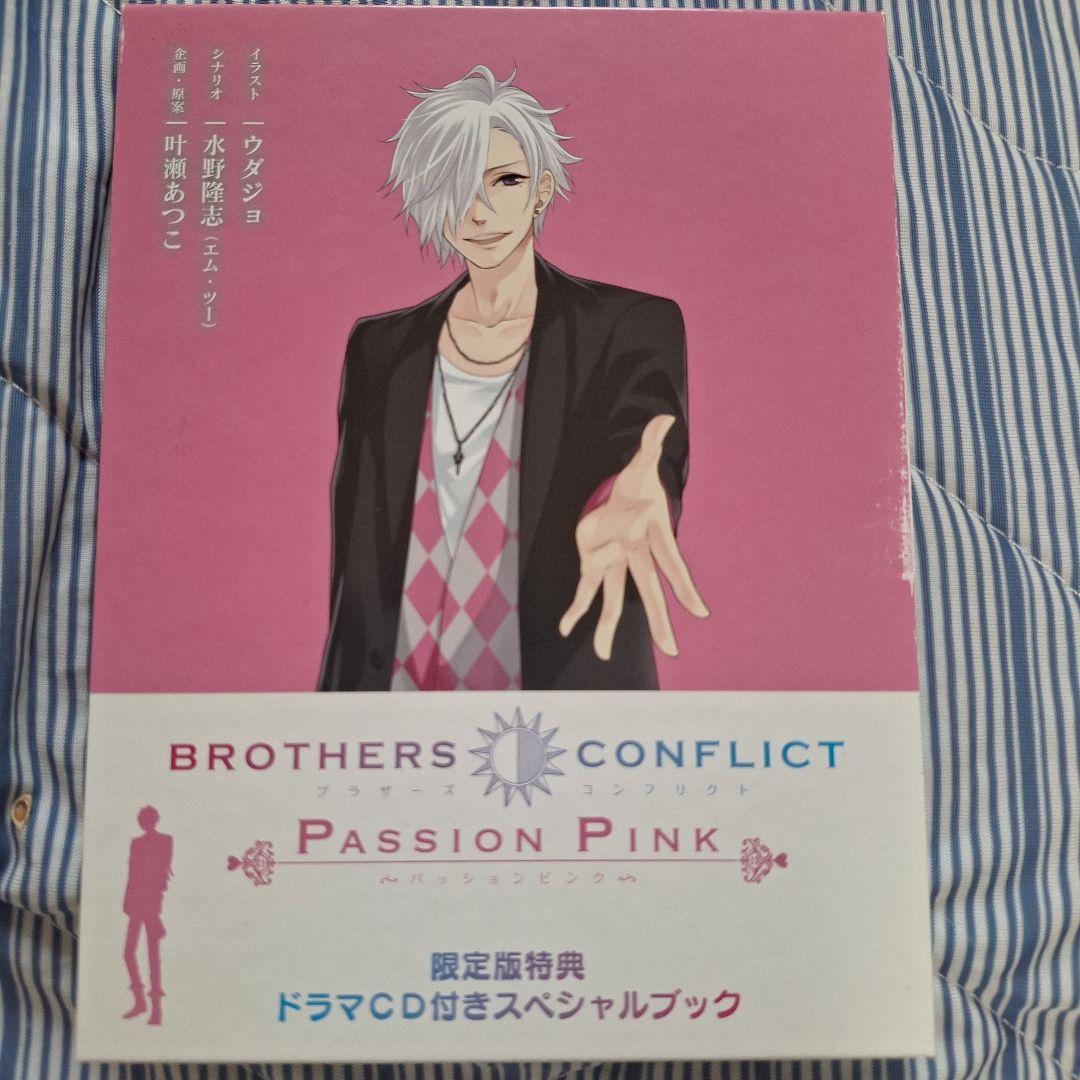 イラスト｜ウダジョ
シナリオ｜水野隆志（エム・ツー）
企画・原案｜叶瀬あつこ
BROTHERS CONFLICT
ブラザーズ コンフリクト
PASSION PINK
～パッションピンク～
限定版特典
ドラマCD付きスペシャルブック